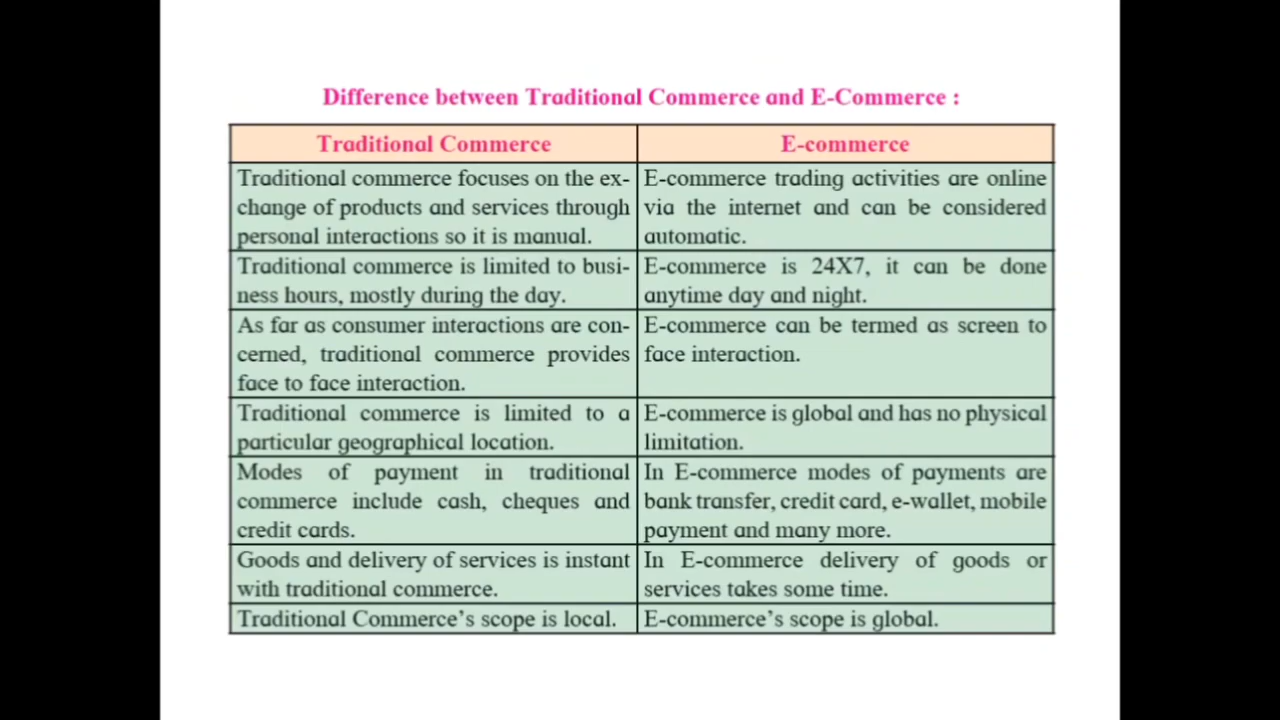 Difference between Traditional Commerce and E-Commerce :
Traditional Commerce
E-commerce
Traditional commerce focuses on the ex-
change of products and services through
personal interactions so it is manual.
E-commerce trading activities are online
via the internet and can be considered
automatic.
Traditional commerce is limited to busi-
ness hours, mostly during the day.
E-commerce is 24X7, it can be done
anytime day and night.
As far as consumer interactions are con-
cerned, traditional commerce provides
face to face interaction.
E-commerce can be termed as screen to
face interaction.
Traditional commerce is limited to a
particular geographical location.
E-commerce is global and has no physical
limitation.
Modes of payment in traditional
commerce include cash, cheques and
credit cards.
In E-commerce modes of payments are
bank transfer, credit card, e-wallet, mobile
payment and many more.
Goods and delivery of services is instant
with traditional commerce.
In E-commerce delivery of goods or
services takes some time.
Traditional Commerce's scope is local.
E-commerce's scope is global.